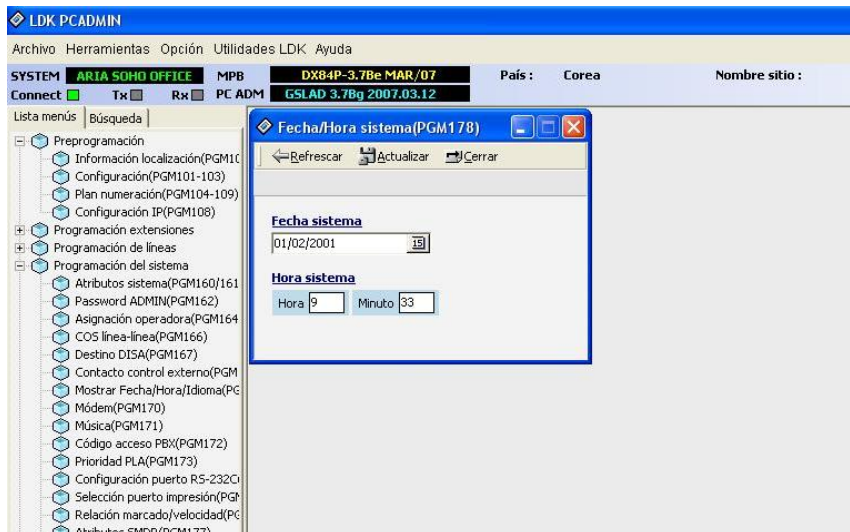 LDK PCADMIN
Archivo Herramientas Opción Utilidades LDK Ayuda
SYSTEM ARIA SOHO OFFICE MPB DX84P-3.7Be MAR/07 País : Corea Nombre sitio :
Connect Tx Rx PC ADM GSLAD 3.7Bg 2007.03.12
Lista menús Búsqueda
Fecha/Hora sistema(PGM178)
Refrescar Actualizar Cerrar
Fecha sistema
01/02/2001 15
Hora sistema
Hora 9 Minuto 33
Preprogramación
Información localización(PGM10
Configuración(PGM101-103)
Plan numeración(PGM104-109)
Configuración IP(PGM108)
Programación extensiones
Programación de líneas
Programación del sistema
Atributos sistema(PGM160/161
Password ADMIN(PGM162)
Asignación operadora(PGM164
COS línea-línea(PGM166)
Destino DISA(PGM167)
Contacto control externo(PGM
Mostrar Fecha/Hora/Idioma(PG
Módem(PGM170)
Música(PGM171)
Código acceso PBX(PGM172)
Prioridad PLA(PGM173)
Configuración puerto RS-232C(
Selección puerto impresión(PGM
Relación marcado/velocidad(PG
Atributos SMDR(PGM177)